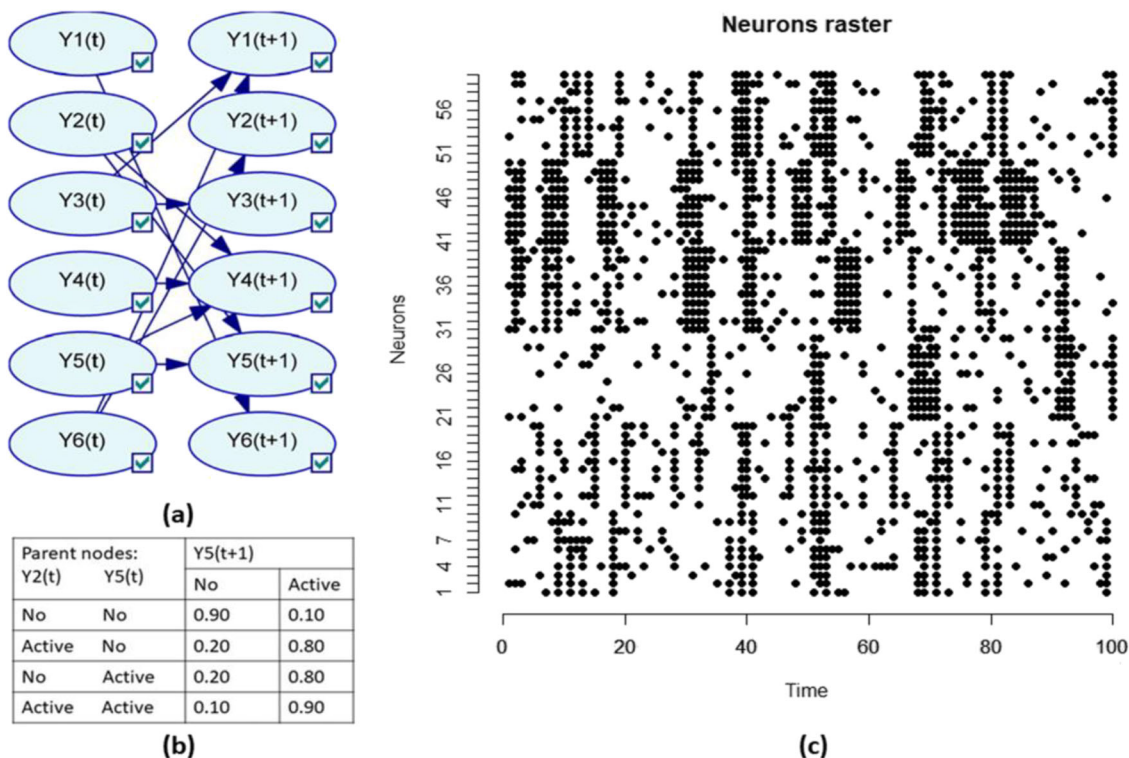 Y1(t) Y1(t+1)
Y2(t) Y2(t+1)
Y3(t) Y3(t+1)
Y4(t) Y4(t+1)
Y5(t) Y5(t+1)
Y6(t) Y6(t+1)
(a)
Parent nodes: Y5(t+1)
Y2(t) Y5(t) No Active
No No 0.90 0.10
Active No 0.20 0.80
No Active 0.20 0.80
Active Active 0.10 0.90
(b)
Neurons raster
Neurons
56
51
46
41
36
31
26
21
16
11
7
4
1
0 20 40 60 80 100
Time
(c)